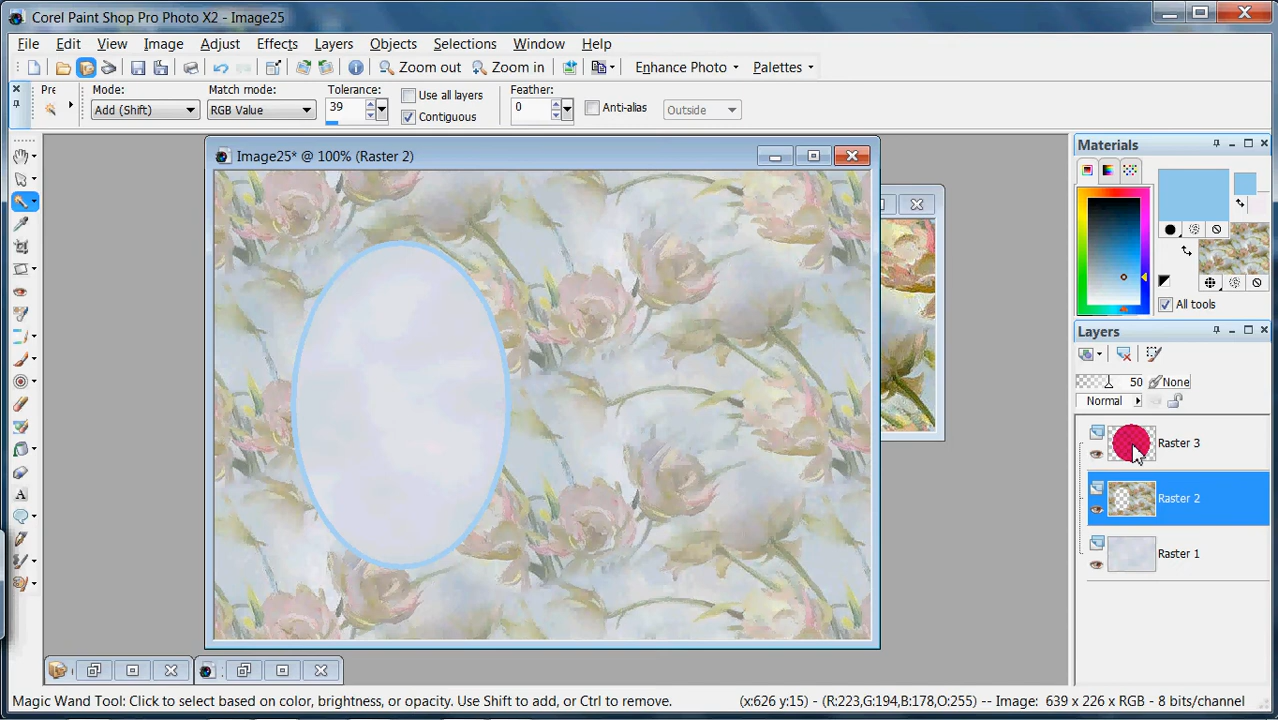 Corel Paint Shop Pro Photo X2 - Image25
File Edit View Image Adjust Effects Layers Objects Selections Window Help
Zoom out Zoom in Enhance Photo Palettes
Pre Mode: Match mode: Tolerance: Use all layers Feather: Anti-alias
Add (Shift) RGB Value 39 Contiguous 0 Outside
Image25* @ 100% (Raster 2)
Materials
All tools
Layers
50 None
Normal
Raster 3
Raster 2
Raster 1
A
Magic Wand Tool: Click to select based on color, brightness, or opacity. Use Shift to add, or Ctrl to remove. (x:626 y:15) - (R:223,G:194,B:178,O:255) -- Image: 639 x 226 x RGB - 8 bits/channel